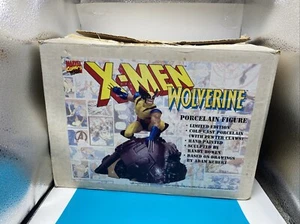 MARVEL
X-MEN
WOLVERINE
PORCELAIN FIGURE
• LIMITED EDITION
• COLD-CAST PORCELAIN
(WITH PEWTER CLAWS)
• HAND PAINTED
• SCULPTED BY
RANDY BOWEN
• BASED ON DRAWINGS
BY ADAM KUBERT